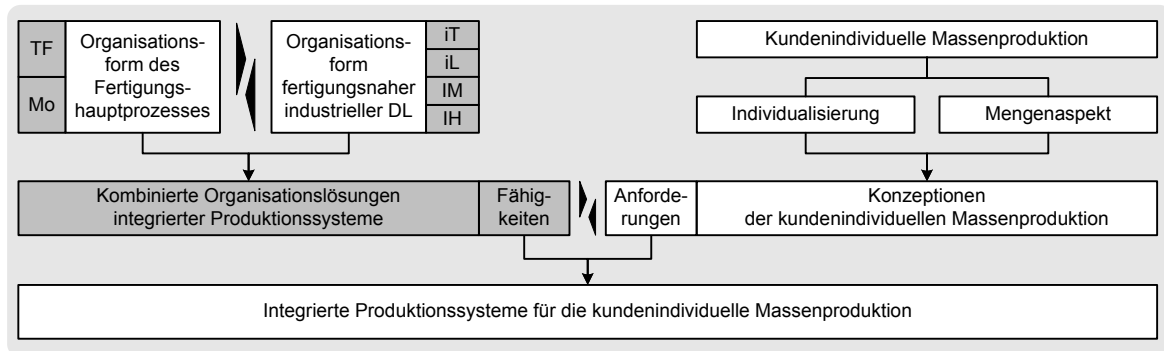 TF
Mo
Organisations-
form des
Fertigungs-
hauptprozesses
Organisations-
form
fertigungsnaher
industrieller DL
iT
iL
IM
IH
Kundenindividuelle Massenproduktion
Individualisierung
Mengenaspekt
Kombinierte Organisationslösungen
integrierter Produktionssysteme
Fähig-
keiten
Anforde-
rungen
Konzeptionen
der kundenindividuellen Massenproduktion
Integrierte Produktionssysteme für die kundenindividuelle Massenproduktion